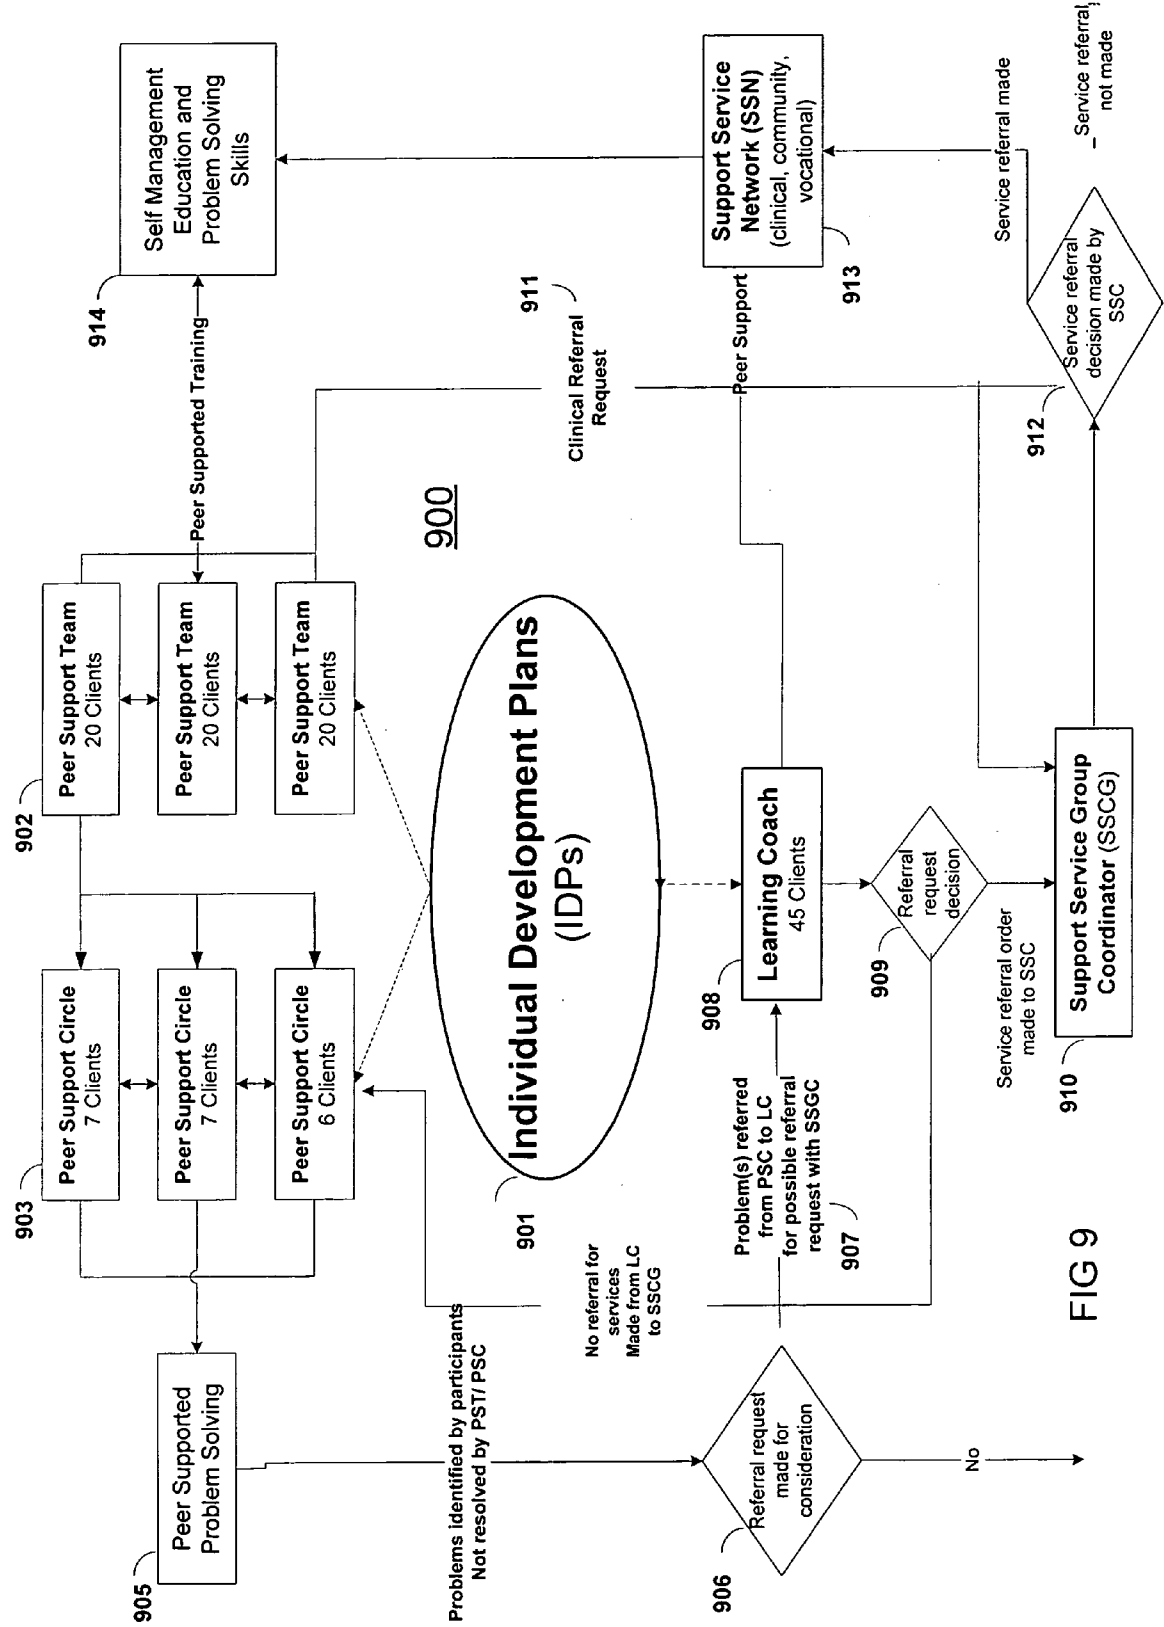 905
Peer Supported
Problem Solving
903
Peer Support Circle
7 Clients
Peer Support Circle
7 Clients
Peer Support Circle
6 Clients
902
Peer Support Team
20 Clients
Peer Support Team
20 Clients
Peer Support Team
20 Clients
Peer Supported Training
914
Self Management
Education and
Problem Solving
Skills
900
Problems identified by participants
Not resolved by PST/ PSC
No referral for
services
Made from LC
to SSCG
901
Individual Development Plans
(IDPs)
Clinical Referral
Request
911
906
Referral request
made for
consideration
No
Problem(s) referred
from PSC to LC
for possible referral
request with SSGC
907
908
Learning Coach
45 Clients
Peer Support
Support Service
Network (SSN)
(clinical, community,
vocational)
913
909
Referral
request
decision
Service referral order
made to SSC
910
Support Service Group
Coordinator (SSCG)
912
Service referral
decision made by
SSC
Service referral made
Service referral
not made
FIG 9